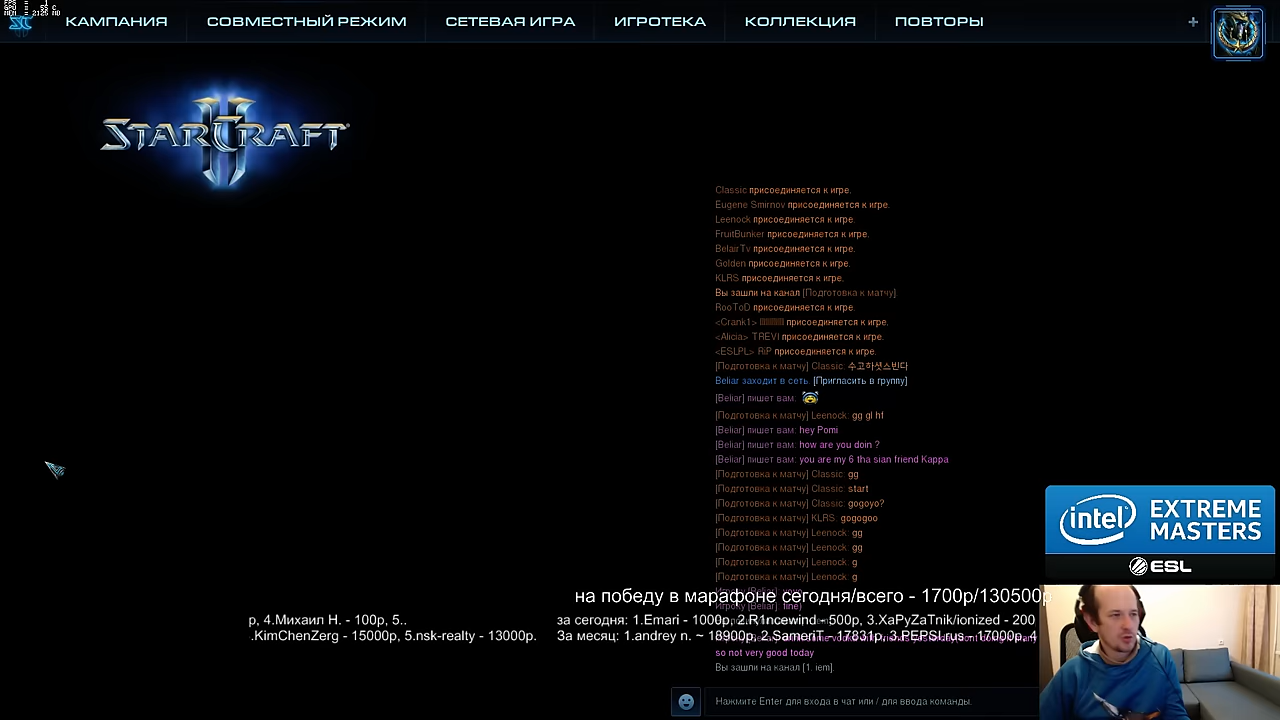 КАМПАНИЯ СОВМЕСТНЫЙ РЕЖИМ СЕТЕВАЯ ИГРА ИГРОТЕКА КОЛЛЕКЦИЯ ПОВТОРЫ
STARCRAFT II
Classic присоединяется к игре.
Eugene Smirnov присоединяется к игре.
Leenock присоединяется к игре.
FruitBunker присоединяется к игре.
BelairTv присоединяется к игре.
Golden присоединяется к игре.
KLRS присоединяется к игре.
Вы зашли на канал [Подготовка к матчу].
RooToD присоединяется к игре.
<Crank1> присоединяется к игре.
<Alicia> TREVI присоединяется к игре.
<ESLPL> RiP присоединяется к игре.
[Подготовка к матчу] Classic: 수고하셧스빈다
Beliar заходит в сеть. [Пригласить в группу]
[Beliar] пишет вам:
[Подготовка к матчу] Leenock: gg gl hf
[Beliar] пишет вам: hey Pomi
[Beliar] пишет вам: how are you doin ?
[Beliar] пишет вам: you are my 6 tha sian friend Kappa
[Подготовка к матчу] Classic: gg
[Подготовка к матчу] Classic: start
[Подготовка к матчу] Classic: gogoyo?
[Подготовка к матчу] KLRS: gogogoo
[Подготовка к матчу] Leenock: gg
[Подготовка к матчу] Leenock: gg
[Подготовка к матчу] Leenock: g
[Подготовка к матчу] Leenock: g
на победу в марафоне сегодня/всего - 1700р/130500р
Игроку [Beliar]: fine)
р, 4.Михаил Н. - 100р, 5.. за сегодня: 1.Emari - 1000р, 2.R1ncewind - 500р, 3.XaPyZaTnik/ionized - 200
.KimChenZerg - 15000р, 5.nsk-realty - 13000р. За месяц: 1.andrey n. ~ 18900р, 2.SAMberiT - 17831р, 3.PEPSI_rus - 17000р, 4
so not very good today
Вы зашли на канал [1. iem].
Нажмите Enter для входа в чат или / для ввода команды.
intel EXTREME MASTERS
ESL